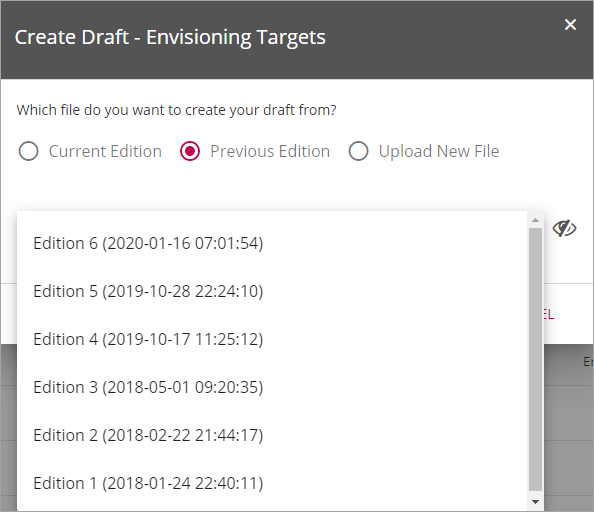 Create Draft - Envisioning Targets
Which file do you want to create your draft from?
Current Edition Previous Edition Upload New File
Edition 6 (2020-01-16 07:01:54)
Edition 5 (2019-10-28 22:24:10)
EL
Edition 4 (2019-10-17 11:25:12)
Edition 3 (2018-05-01 09:20:35)
Edition 2 (2018-02-22 21:44:17)
Edition 1 (2018-01-24 22:40:11)